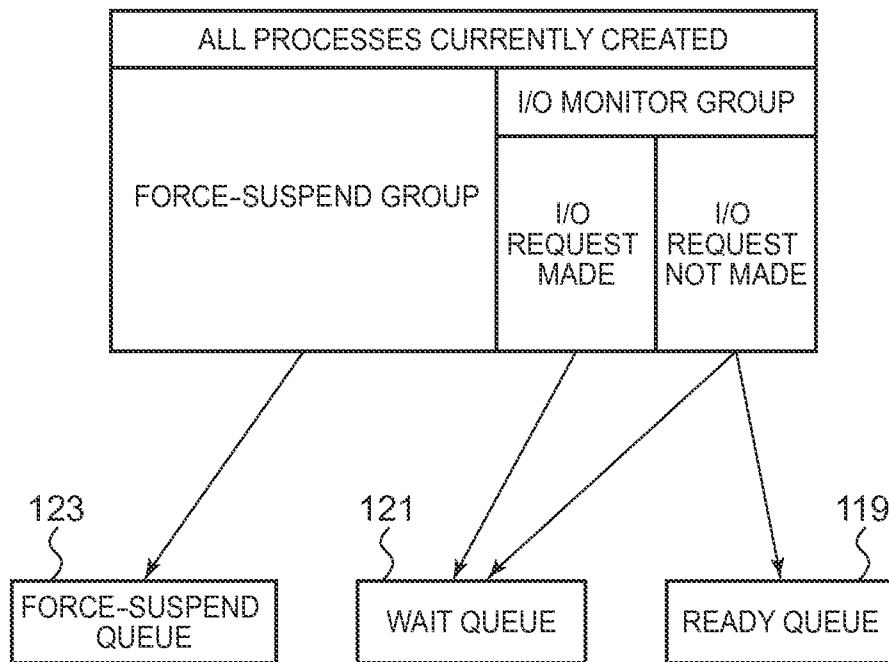 ALL PROCESSES CURRENTLY CREATED
I/O MONITOR GROUP
FORCE-SUSPEND GROUP
I/O
REQUEST
MADE
I/O
REQUEST
NOT MADE
123
121
119
FORCE-SUSPEND
QUEUE
WAIT QUEUE
READY QUEUE